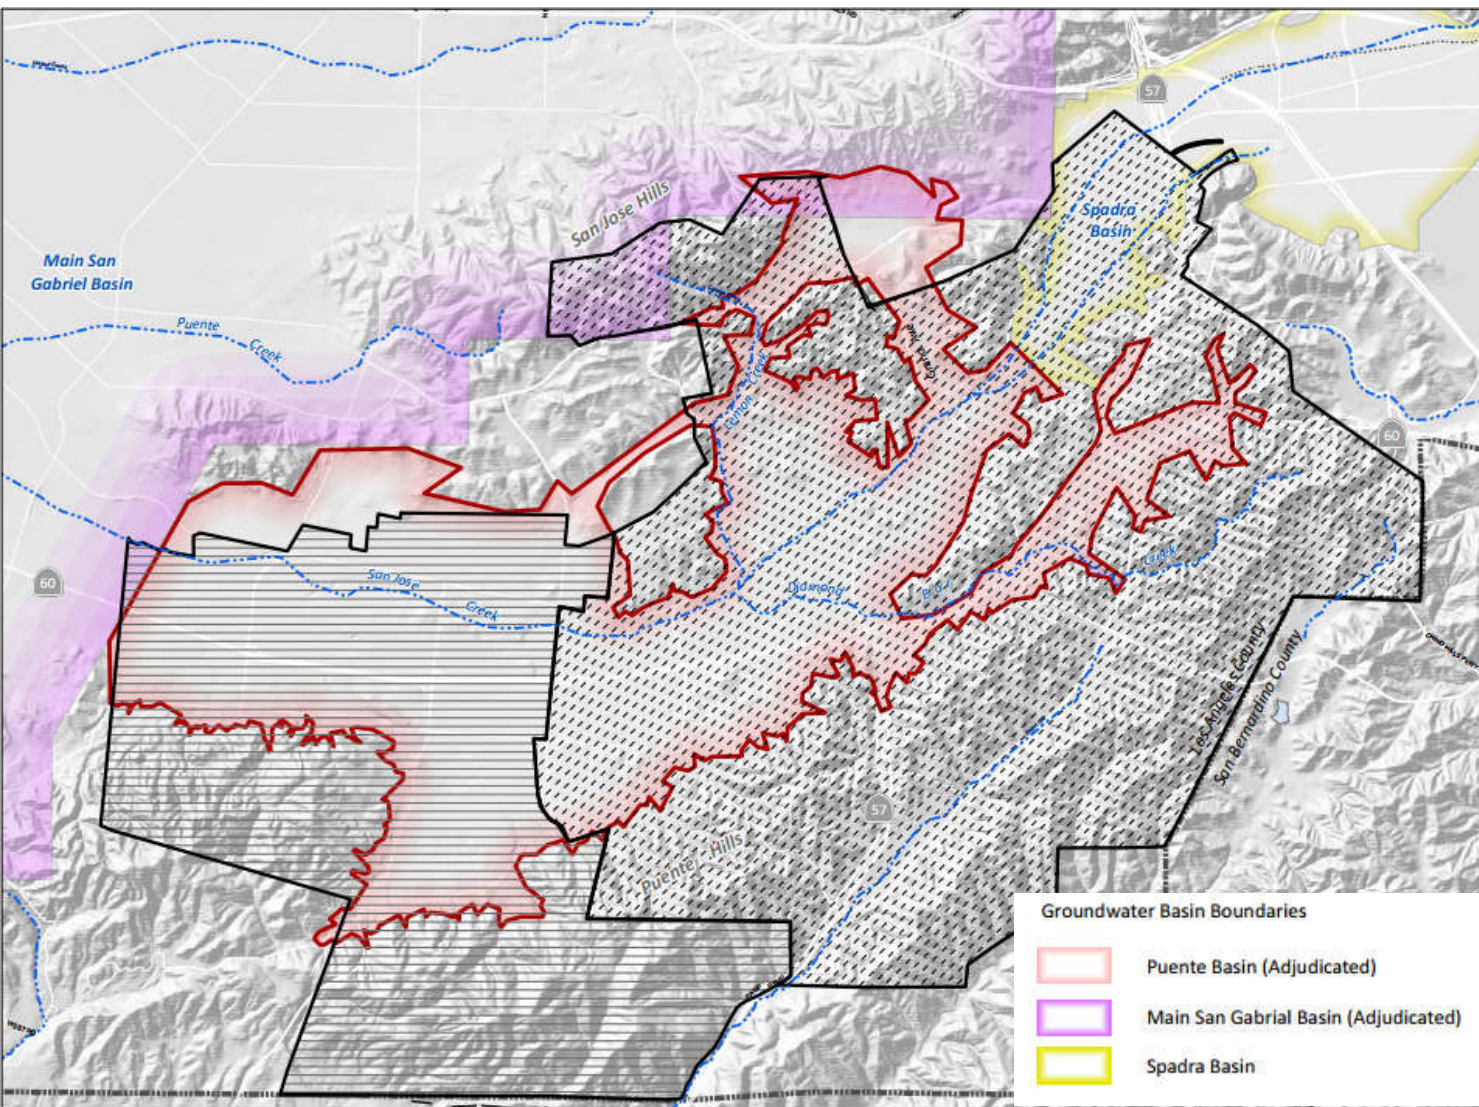 57
San Jose Hills
Spadra
Basin
Main San
Gabriel Basin
Puente
Creek
Lemon Creek
60
60
San Jose
Creek
Diamond
Bar
Creek
Los Angeles County
San Bernardino County
57
Puente Hills
Groundwater Basin Boundaries
Puente Basin (Adjudicated)
Main San Gabrial Basin (Adjudicated)
Spadra Basin